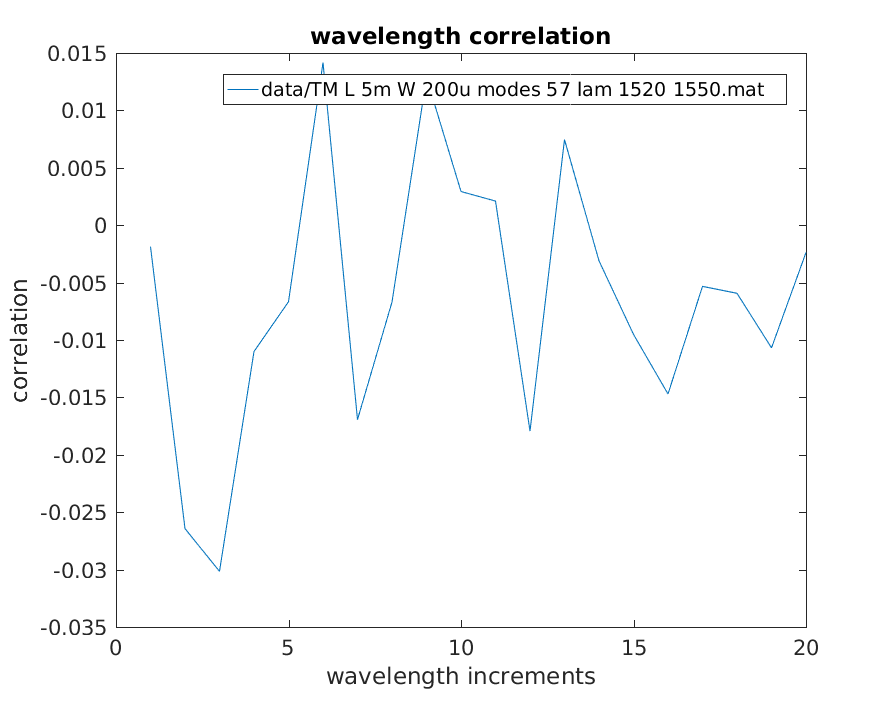 wavelength correlation
0.015
data/TM L 5m W 200u modes 57 lam 1520 1550.mat
0.01
0.005
0
-0.005
-0.01
-0.015
-0.02
-0.025
-0.03
-0.035
correlation
0 5 10 15 20
wavelength increments